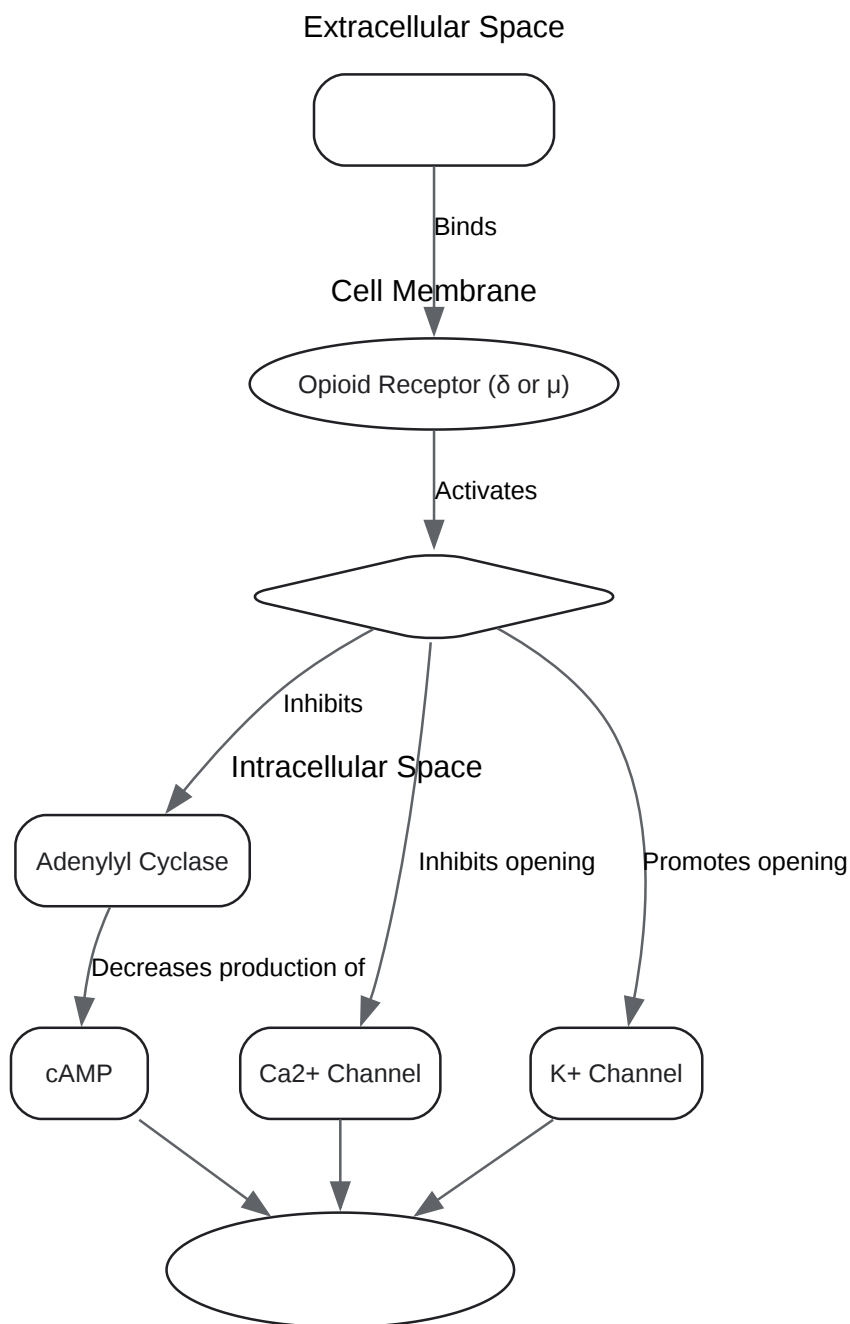 Extracellular Space
Binds
Cell Membrane
Opioid Receptor (δ or μ)
Activates
Inhibits
Intracellular Space
Adenylyl Cyclase
Inhibits opening
Promotes opening
Decreases production of
cAMP
Ca2+ Channel
K+ Channel